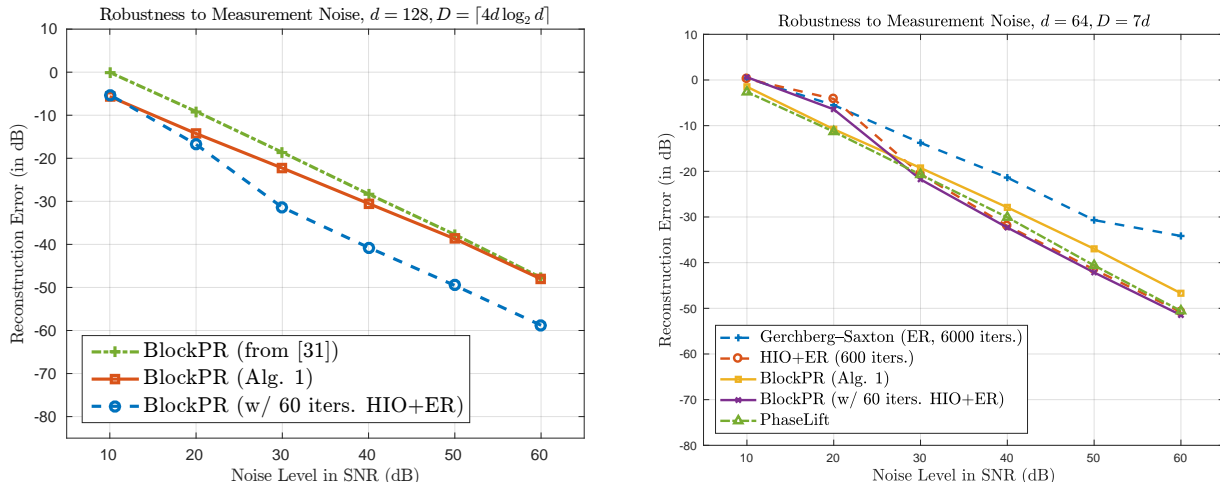 Robustness to Measurement Noise, d = 128, D = ⌈4d log₂ d⌉
10
0
-10
-20
-30
-40
-50
-60
-70
-80
Reconstruction Error (in dB)
BlockPR (from [31])
BlockPR (Alg. 1)
BlockPR (w/ 60 iters. HIO+ER)
10
20
30
40
50
60
Noise Level in SNR (dB)
Robustness to Measurement Noise, d = 64, D = 7d
10
0
-10
-20
-30
-40
-50
-60
-70
-80
Reconstruction Error (in dB)
Gerchberg–Saxton (ER, 6000 iters.)
HIO+ER (600 iters.)
BlockPR (Alg. 1)
BlockPR (w/ 60 iters. HIO+ER)
PhaseLift
10
20
30
40
50
60
Noise Level in SNR (dB)